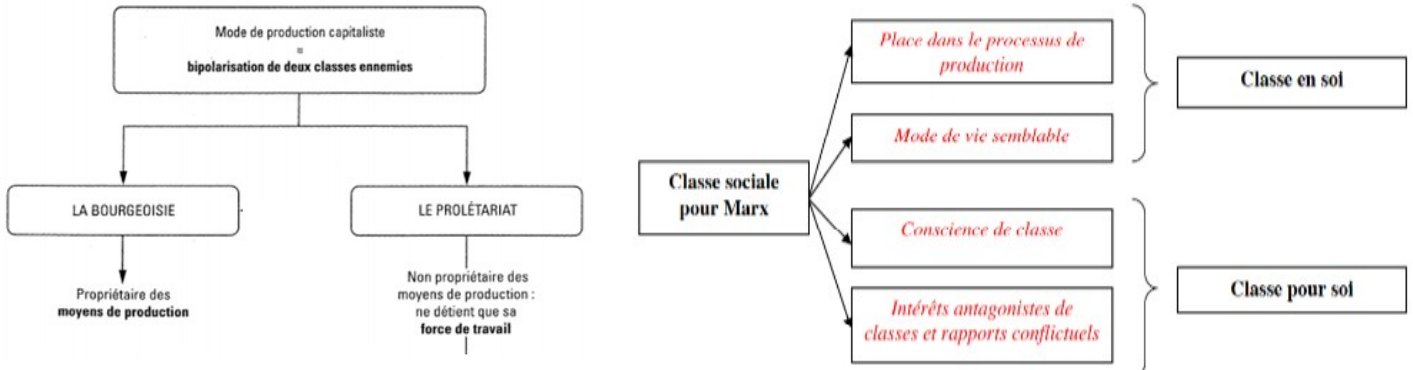 Mode de production capitaliste
=
bipolarisation de deux classes ennemies
LA BOURGEOISIE
LE PROLÉTARIAT
Propriétaire des
moyens de production
Non propriétaire des
moyens de production :
ne détient que sa
force de travail
Classe sociale
pour Marx
Place dans le processus de
production
Mode de vie semblable
Conscience de classe
Intérêts antagonistes de
classes et rapports conflictuels
Classe en soi
Classe pour soi